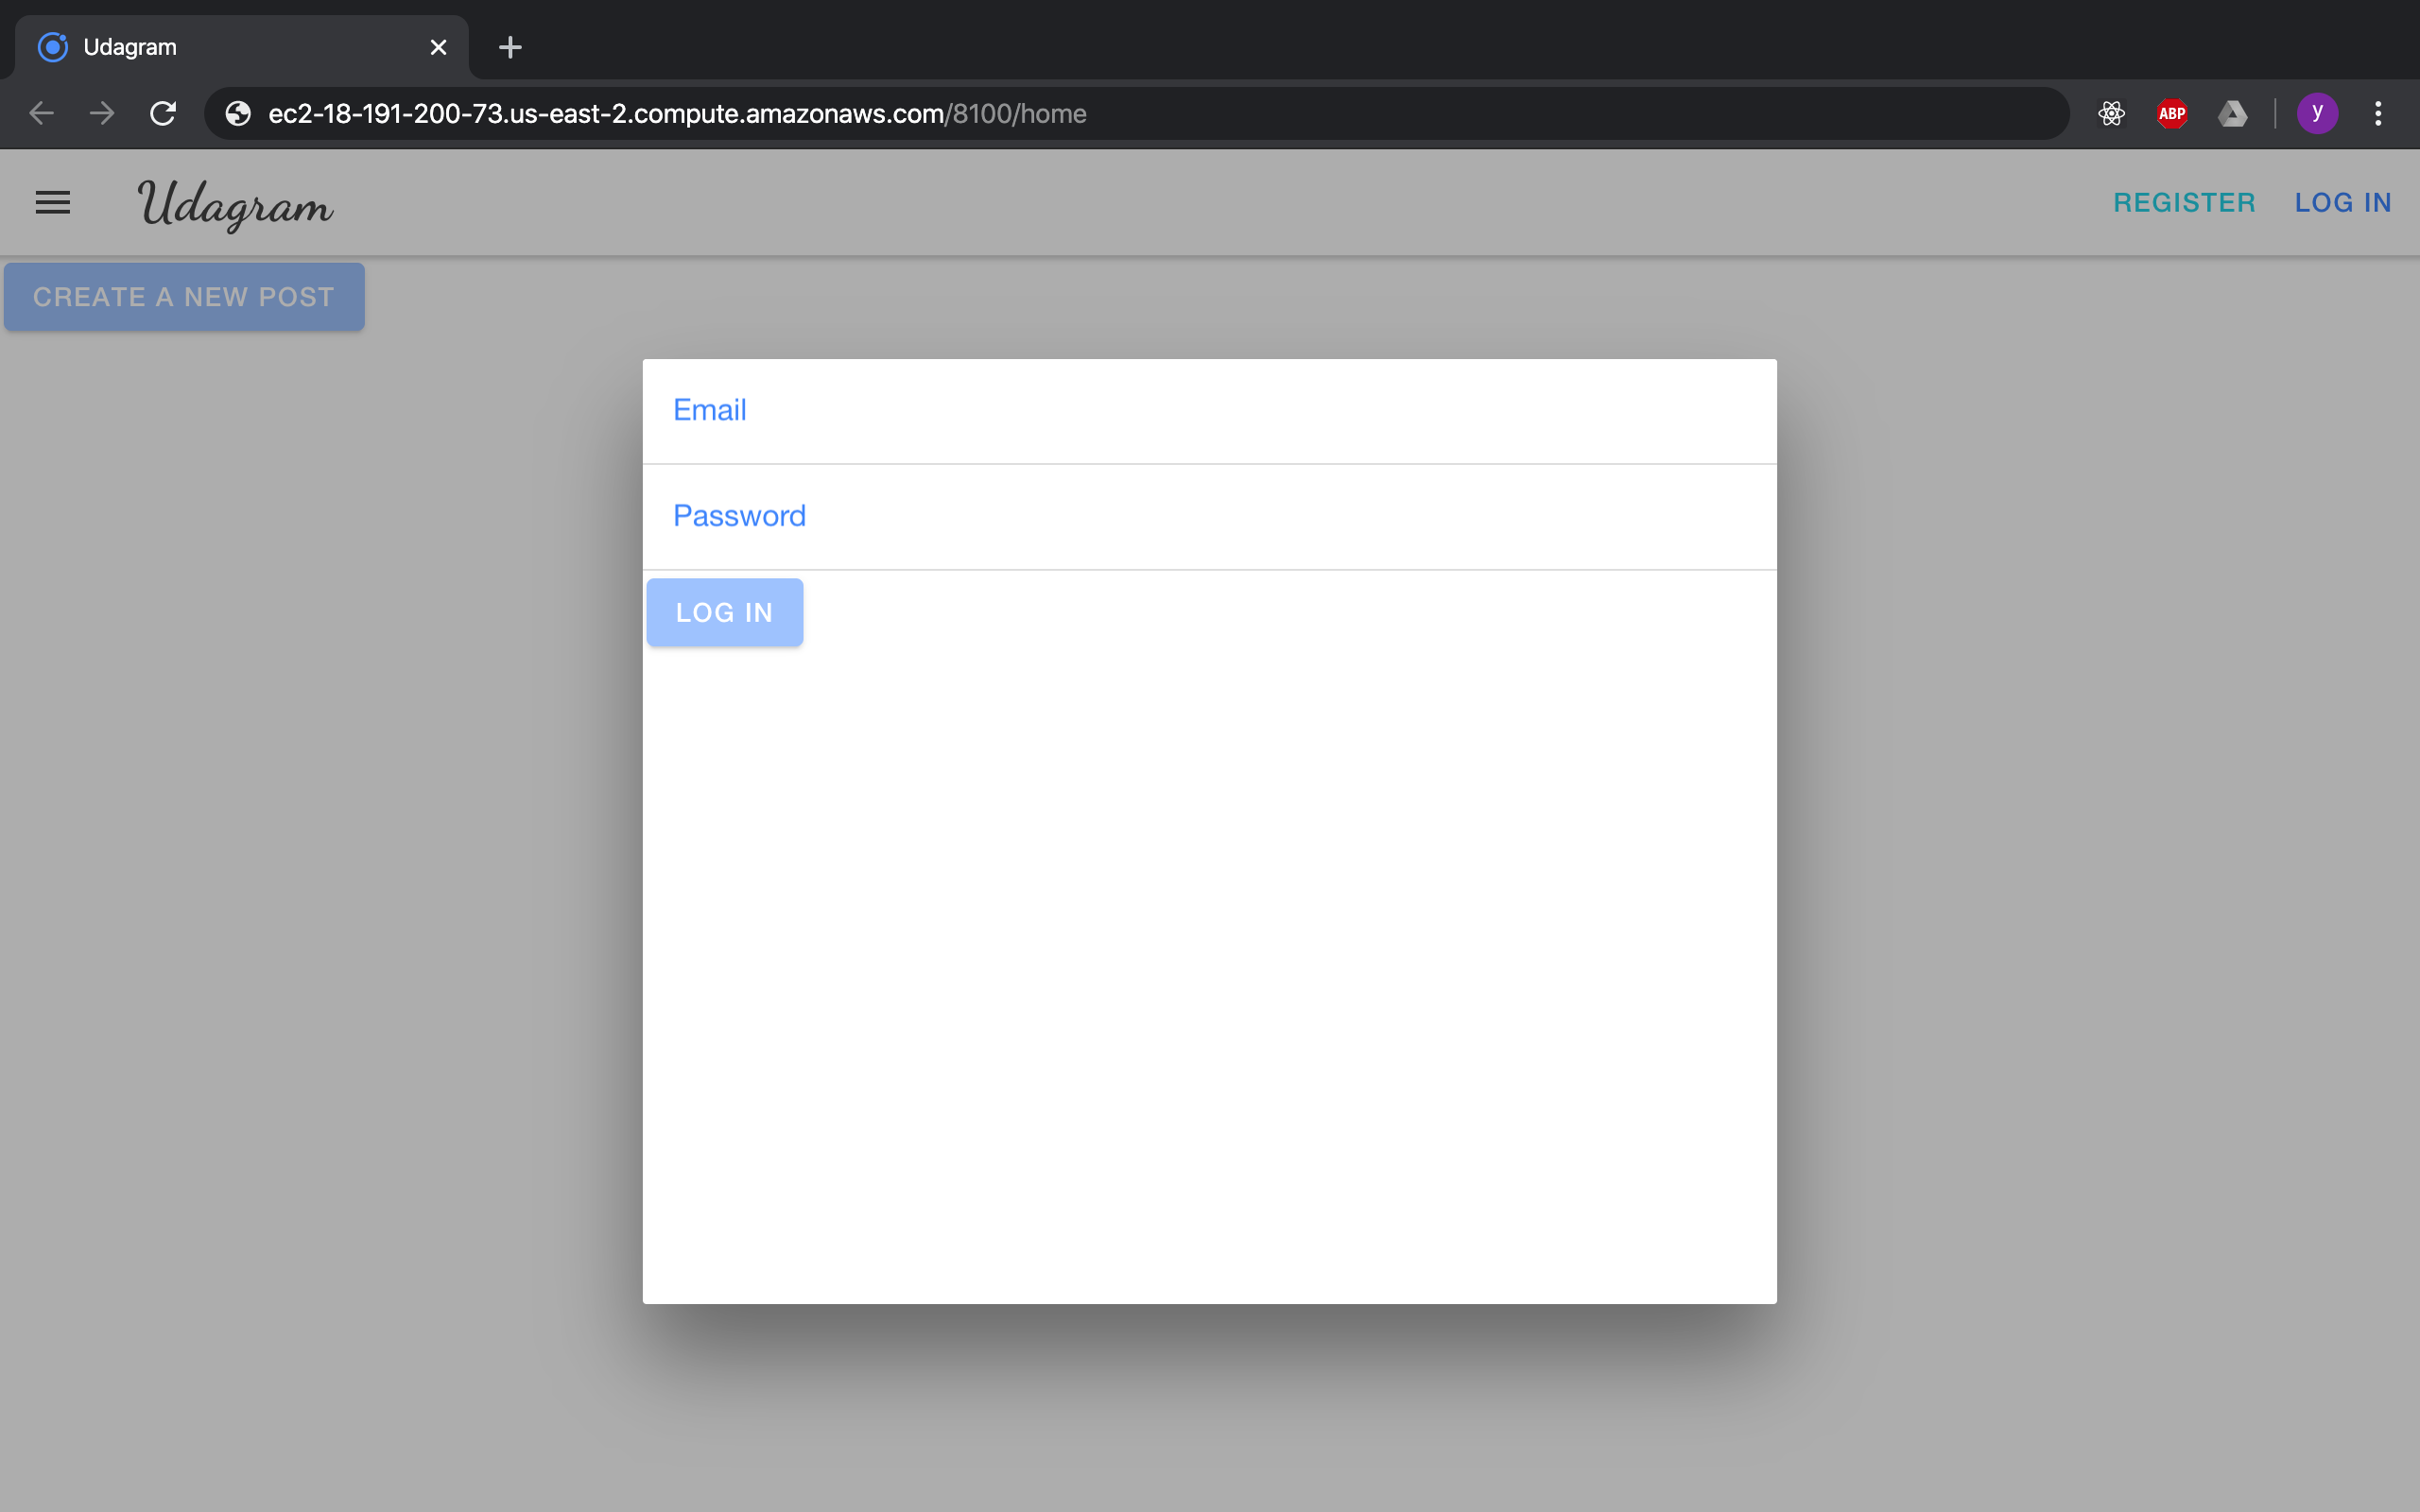 Udagram
ec2-18-191-200-73.us-east-2.compute.amazonaws.com/8100/home
ABP
y
Udagram
REGISTER
LOG IN
CREATE A NEW POST
Email
Password
LOG IN